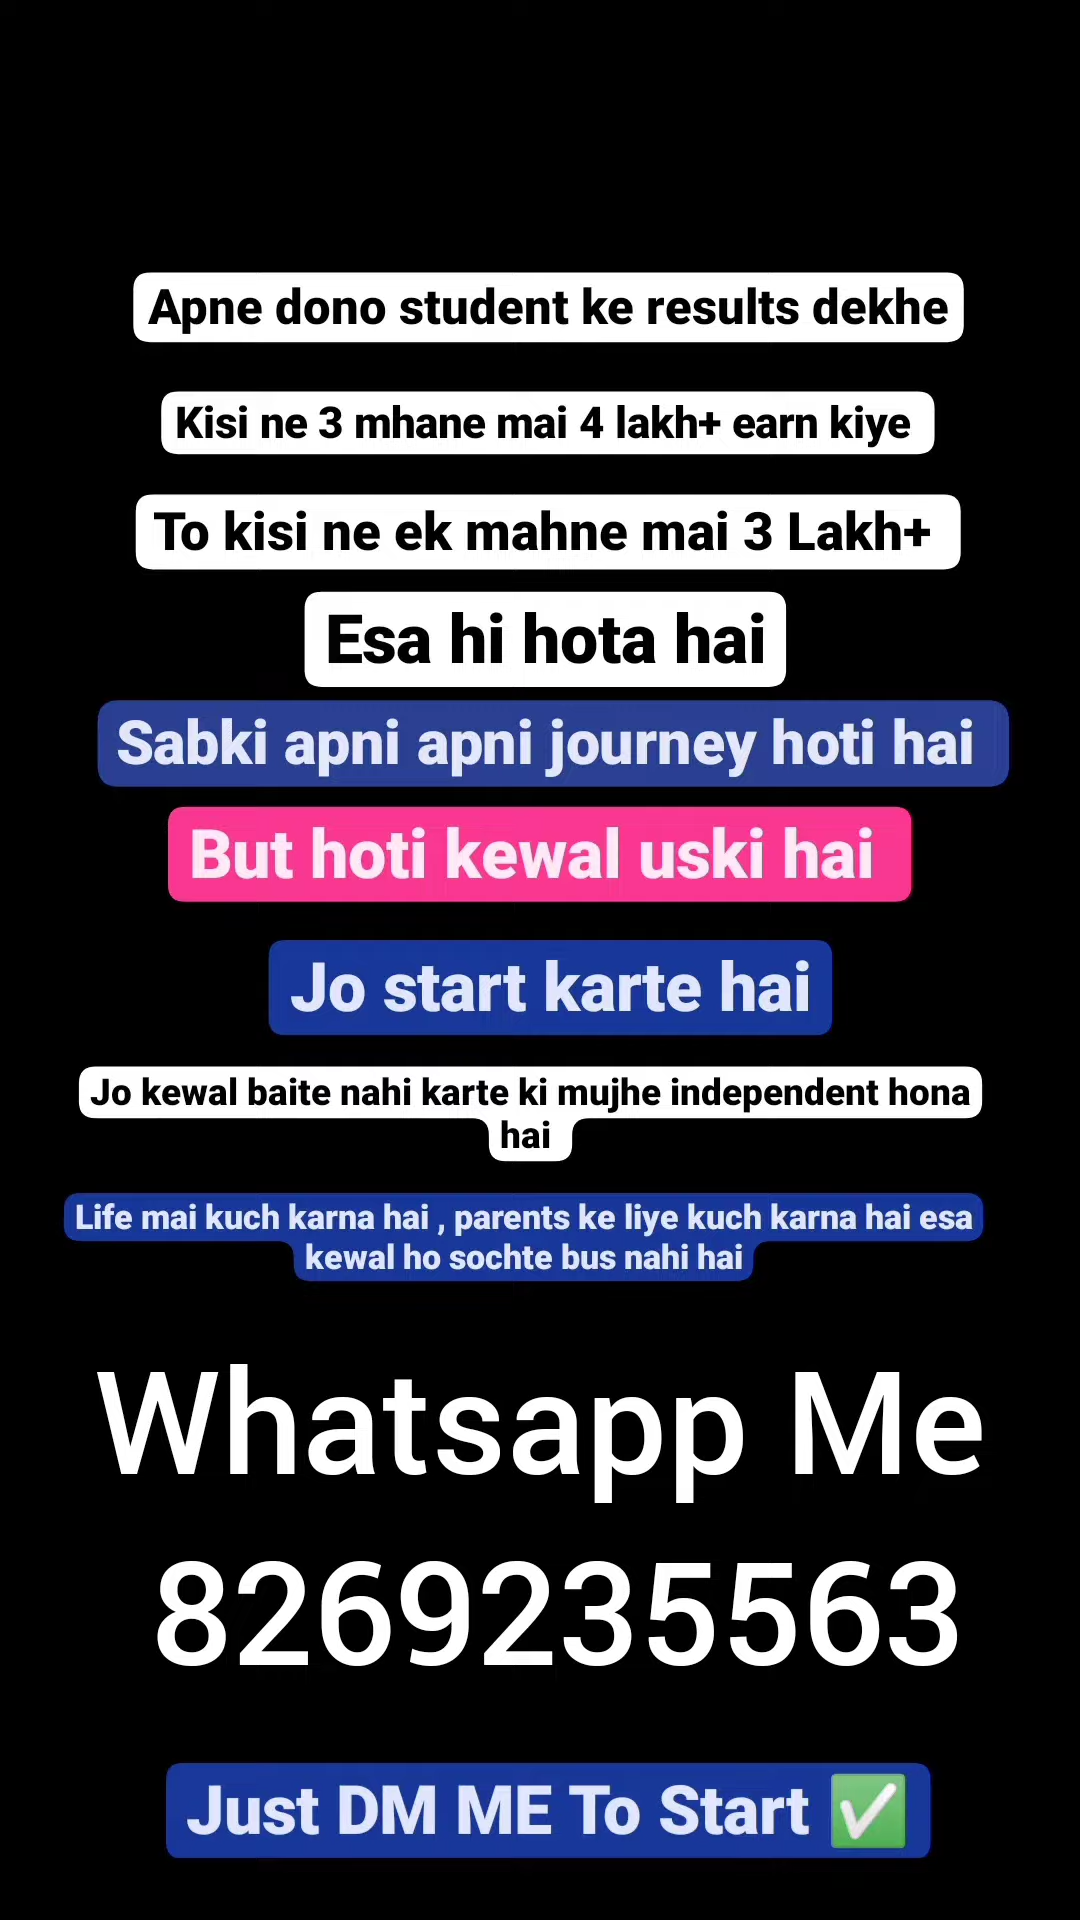 Apne dono student ke results dekhe
Kisi ne 3 mhane mai 4 lakh+ earn kiye
To kisi ne ek mahne mai 3 Lakh+
Esa hi hota hai
Sabki apni apni journey hoti hai
But hoti kewal uski hai
Jo start karte hai
Jo kewal baite nahi karte ki mujhe independent hona
hai
Life mai kuch karna hai , parents ke liye kuch karna hai esa
kewal ho sochte bus nahi hai
Whatsapp Me
8269235563
Just DM ME To Start ✅